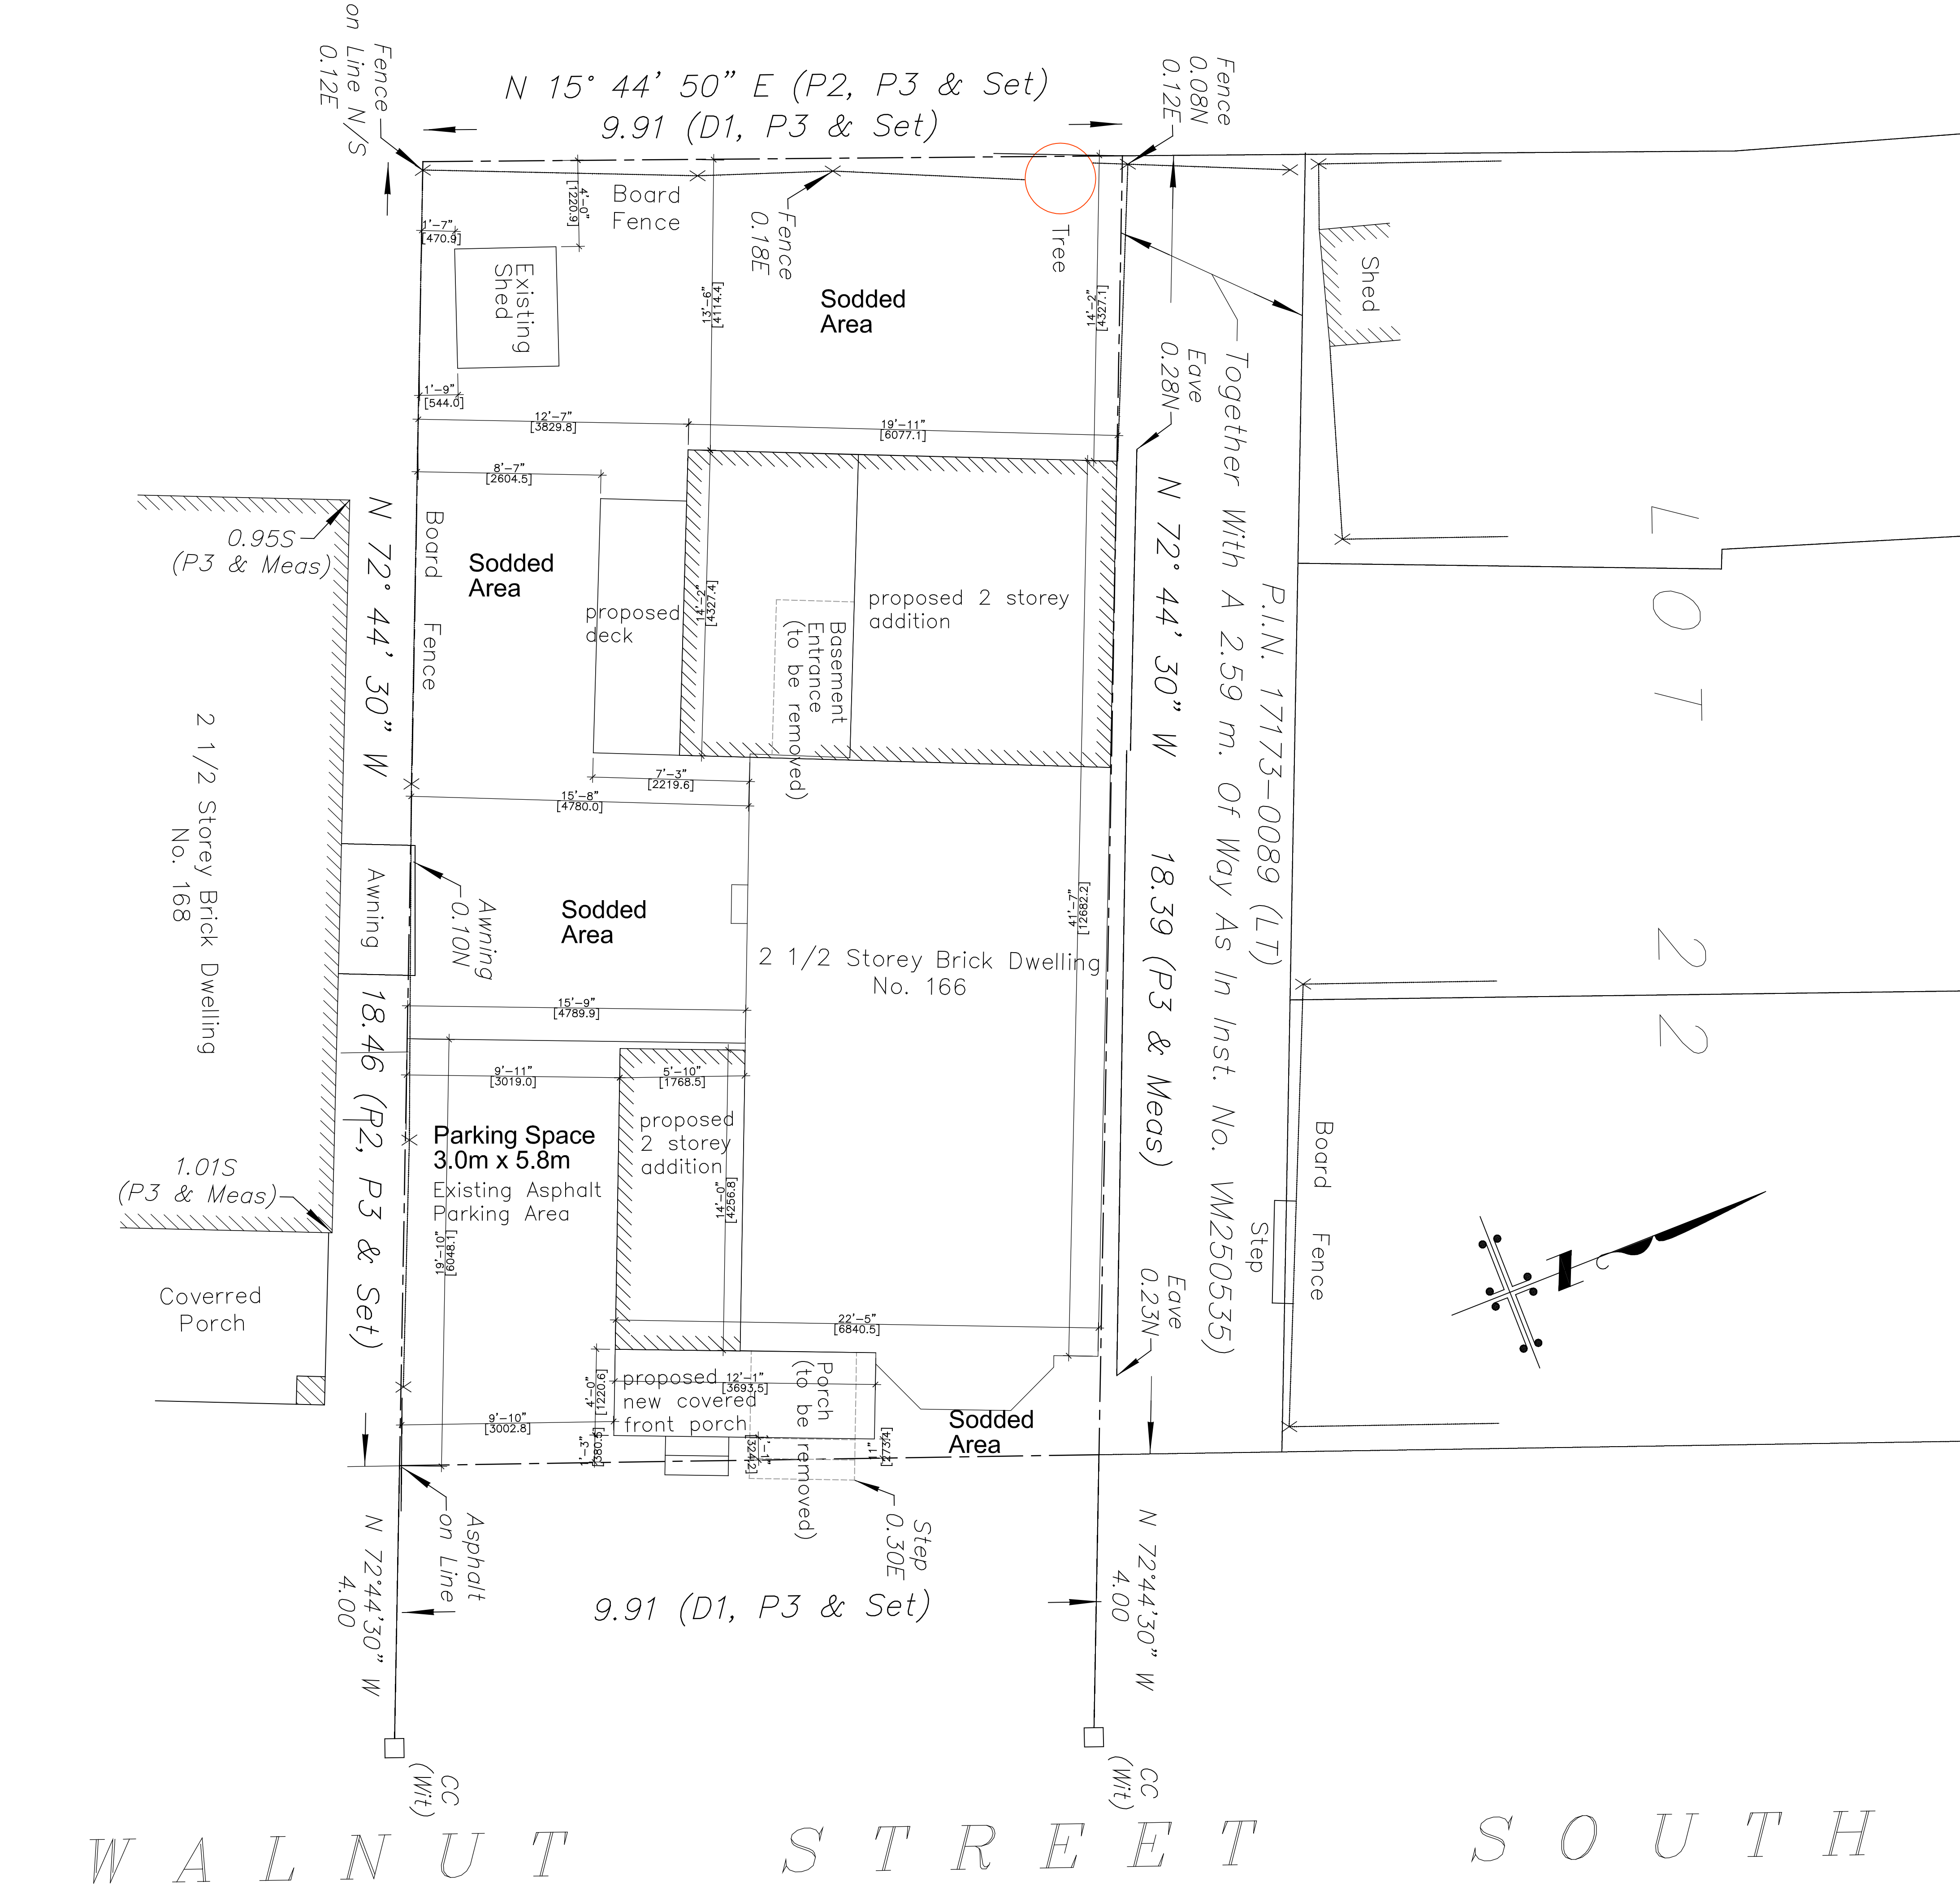 Fence
on Line N/S
0.12E
N 15° 44' 50" E (P2, P3 & Set)
9.91 (D1, P3 & Set)
Fence
0.08N
0.12E
Board
Fence
4'-0"
[1220.9]
1'-7"
[470.9]
Existing
Shed
Fence
0.18E
13'-6"
[4114.4]
Sodded
Area
Tree
14'-2"
[4327.1]
Shed
1'-9"
[544.0]
12'-7"
[3829.8]
19'-11"
[6077.1]
8'-7"
[2604.5]
Eave
0.28N
Together With A 2.59 m. Of Way As In Inst. No. VM250535)
P.I.N. 17173-0089 (LT)
LOT 22
0.95S
(P3 & Meas)
N 72° 44' 30" W 18.46 (P2, P3 & Set)
Board Fence
Sodded
Area
proposed
deck
14'-2"
[4327.4]
proposed 2 storey
addition
Basement
Entrance
(to be removed)
N 72° 44' 30" W 18.39 (P3 & Meas)
7'-3"
[2219.6]
15'-8"
[4780.0]
2 1/2 Storey Brick Dwelling
No. 168
Awning
Awning
0.10N
Sodded
Area
41'-7"
[12682.2]
2 1/2 Storey Brick Dwelling
No. 166
15'-9"
[4789.9]
9'-11"
[3019.0]
5'-10"
[1768.5]
1.01S
(P3 & Meas)
Parking Space
3.0m x 5.8m
Existing Asphalt
Parking Area
19'-10"
[6048.1]
proposed
2 storey
addition
14'-0"
[4256.8]
Board Fence
Step
N
Eave
0.23N
Coverred
Porch
22'-5"
[6840.5]
4'-0"
[1220.6]
proposed
new covered
front porch
12'-1"
[3693.5]
Porch
(to be removed)
9'-10"
[3002.8]
1'-3"
[380.5]
1'-1"
[324.2]
11"
[272.4]
Sodded
Area
Step
0.30E
Asphalt
on Line
N 72°44'30" W
4.00
9.91 (D1, P3 & Set)
N 72°44'30" W
4.00
CC
(Wit)
CC
(Wit)
WALNUT STREET SOUTH